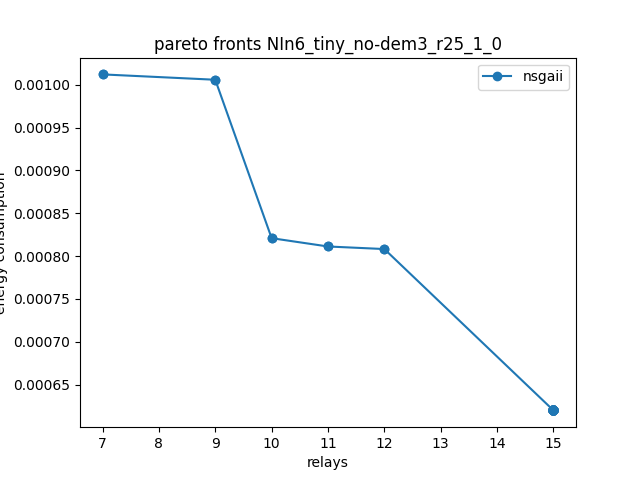 pareto fronts NIn6_tiny_no-dem3_r25_1_0
nsgaii
0.00100
0.00095
0.00090
0.00085
0.00080
0.00075
0.00070
0.00065
energy consumption
7 8 9 10 11 12 13 14 15
relays